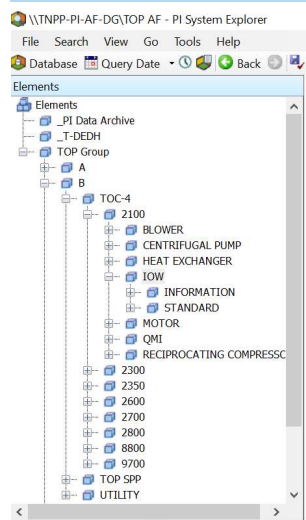 \\TNPP-PI-AF-DG\TOP AF - PI System Explorer
File Search View Go Tools Help
Database Query Date Back
Elements
Elements
_PI Data Archive
_T-DEDH
TOP Group
A
B
TOC-4
2100
BLOWER
CENTRIFUGAL PUMP
HEAT EXCHANGER
IOW
INFORMATION
STANDARD
MOTOR
QMI
RECIPROCATING COMPRESSC
2300
2350
2600
2700
2800
8800
9700
TOP SPP
UTILITY